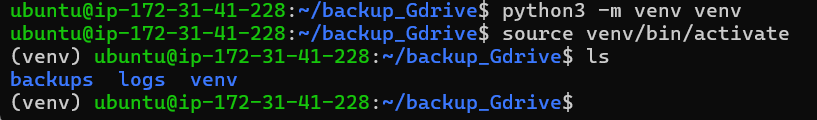 ubuntu@ip-172-31-41-228:~/backup_Gdrive$ python3 -m venv venv
ubuntu@ip-172-31-41-228:~/backup_Gdrive$ source venv/bin/activate
(venv) ubuntu@ip-172-31-41-228:~/backup_Gdrive$ ls
backups  logs  venv
(venv) ubuntu@ip-172-31-41-228:~/backup_Gdrive$